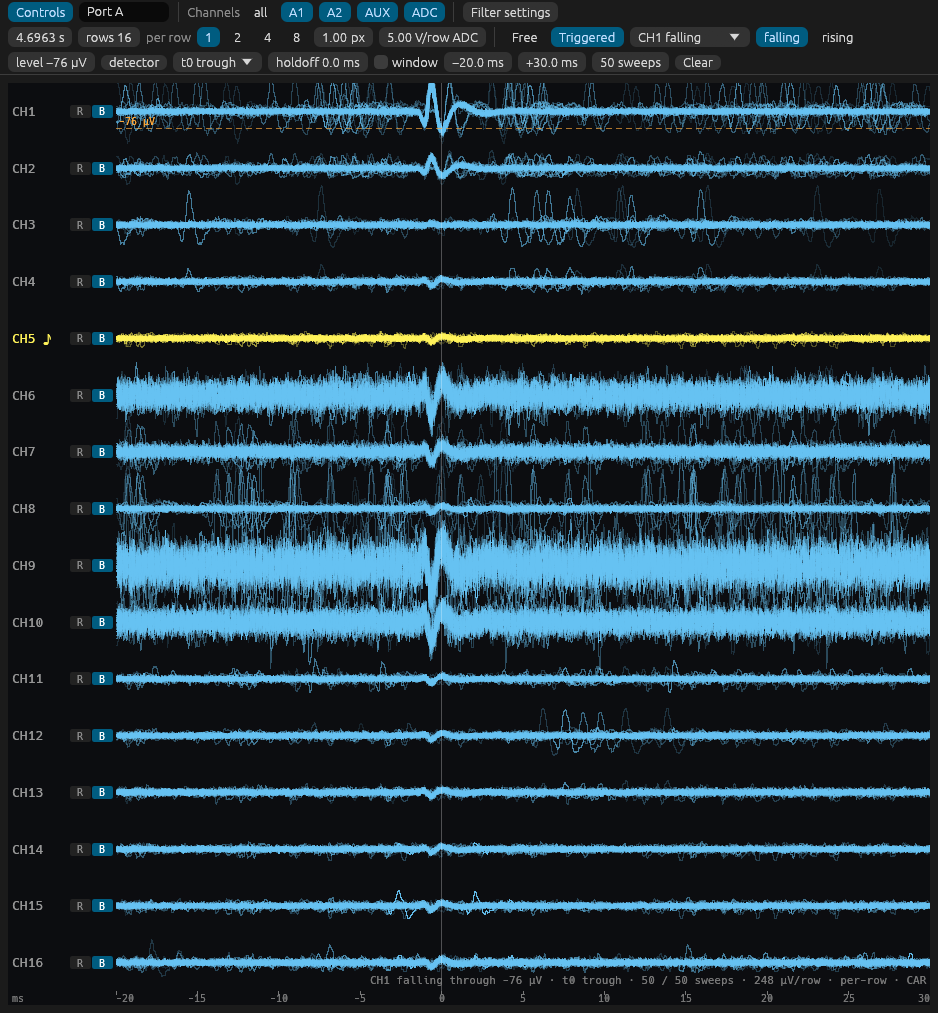 Controls Port A Channels all A1 A2 AUX ADC Filter settings
4.6963 s rows 16 per row 1 2 4 8 1.00 px 5.00 V/row ADC Free Triggered CH1 falling falling rising
level −76 µV detector t0 trough holdoff 0.0 ms window −20.0 ms +30.0 ms 50 sweeps Clear
CH1 R B
−76 µV
CH2 R B
CH3 R B
CH4 R B
CH5 ♪ R B
CH6 R B
CH7 R B
CH8 R B
CH9 R B
CH10 R B
CH11 R B
CH12 R B
CH13 R B
CH14 R B
CH15 R B
CH16 R B
CH1 falling through −76 µV · t0 trough · 50 / 50 sweeps · 248 µV/row · per-row · CAR
ms -20 -15 -10 -5 0 5 10 15 20 25 30